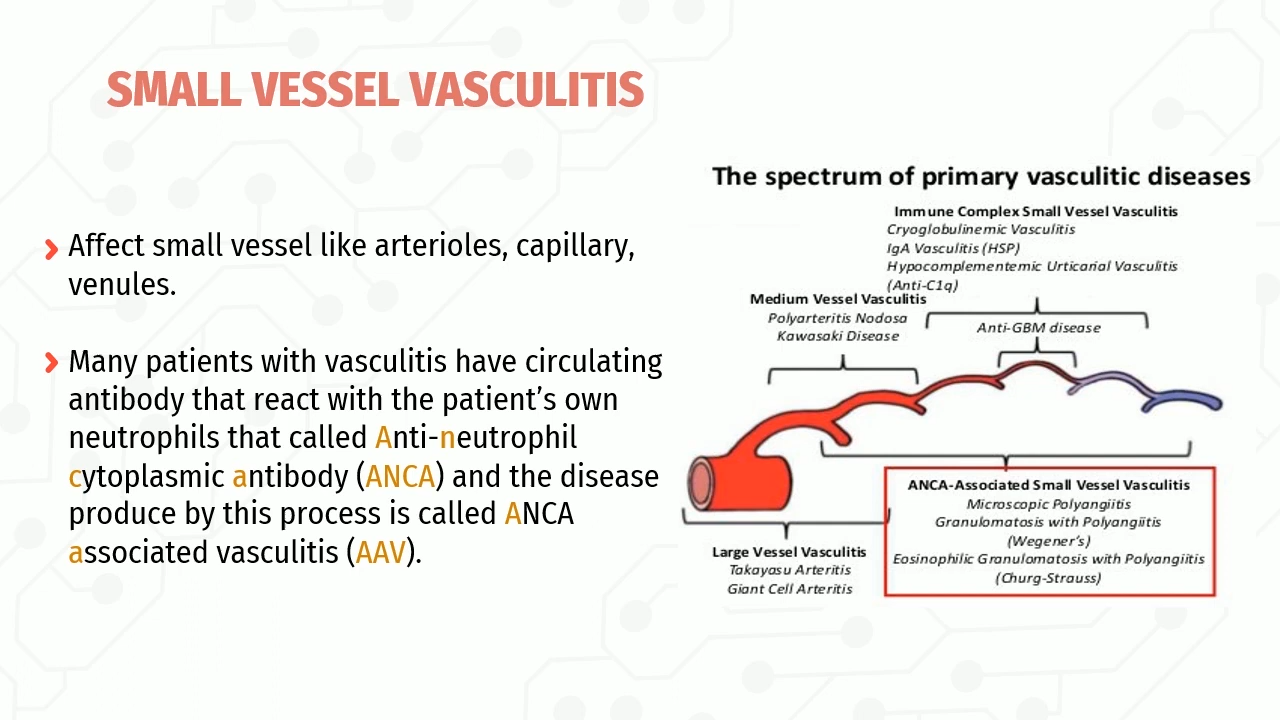 SMALL VESSEL VASCULITIS
Affect small vessel like arterioles, capillary,
venules.
Many patients with vasculitis have circulating
antibody that react with the patient’s own
neutrophils that called Anti-neutrophil
cytoplasmic antibody (ANCA) and the disease
produce by this process is called ANCA
associated vasculitis (AAV).
The spectrum of primary vasculitic diseases
Immune Complex Small Vessel Vasculitis
Cryoglobulinemic Vasculitis
IgA Vasculitis (HSP)
Hypocomplementemic Urticarial Vasculitis
(Anti-C1q)
Medium Vessel Vasculitis
Polyarteritis Nodosa
Kawasaki Disease
Anti-GBM disease
ANCA-Associated Small Vessel Vasculitis
Microscopic Polyangiitis
Granulomatosis with Polyangiitis
(Wegener’s)
Eosinophilic Granulomatosis with Polyangiitis
(Churg-Strauss)
Large Vessel Vasculitis
Takayasu Arteritis
Giant Cell Arteritis